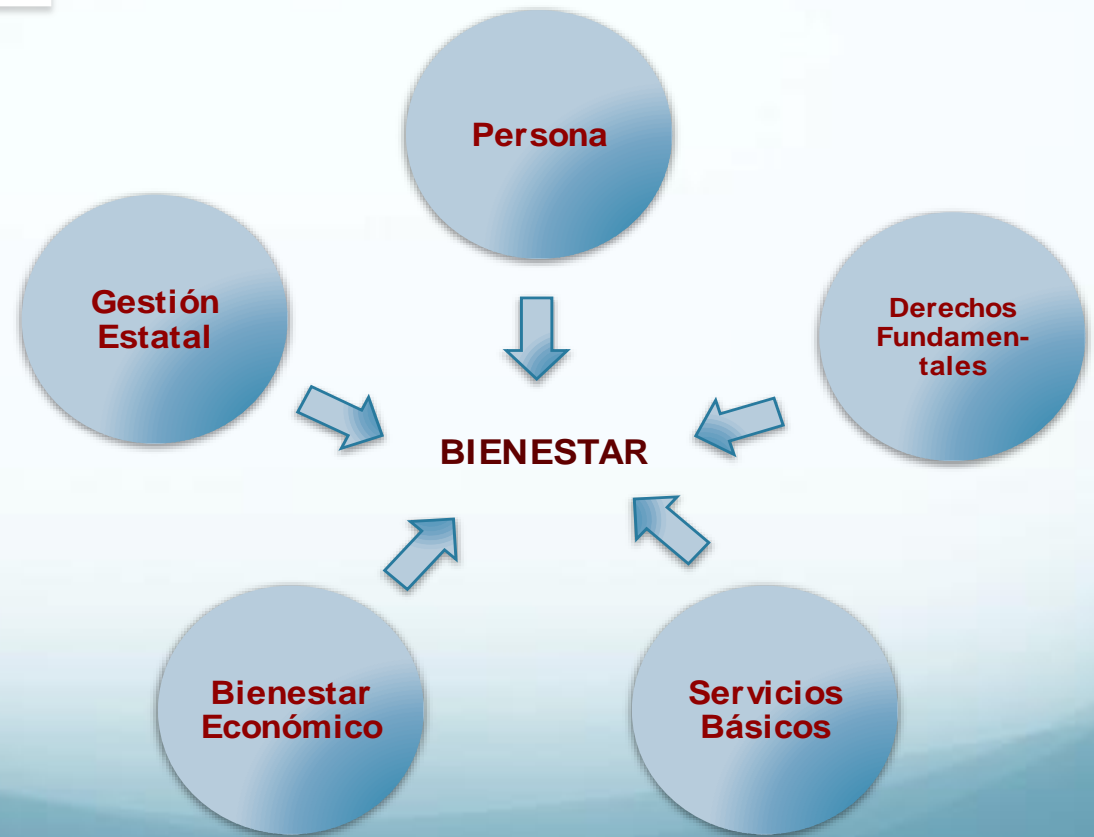 Persona
Gestión
Estatal
Derechos
Fundamen-
tales
BIENESTAR
Bienestar
Económico
Servicios
Básicos